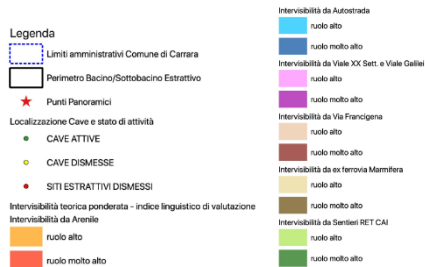 Legenda
Limiti amministrativi Comune di Carrara
Perimetro Bacino/Sottobacino Estrattivo
Punti Panoramici
Localizzazione Cave e stato di attività
CAVE ATTIVE
CAVE DISMESSE
SITI ESTRATTIVI DISMESSI
Intervisibilità teorica ponderata - indice linguistico di valutazione
Intervisibilità da Arenile
ruolo alto
ruolo molto alto
Intervisibilità da Autostrada
ruolo alto
ruolo molto alto
Intervisibilità da Viale XX Sett. e Viale Galilei
ruolo alto
ruolo molto alto
Intervisibilità da Via Francigena
ruolo alto
ruolo molto alto
Intervisibilità da ex ferrovia Marmifera
ruolo alto
ruolo molto alto
Intervisibilità da Sentieri RET CAI
ruolo alto
ruolo molto alto